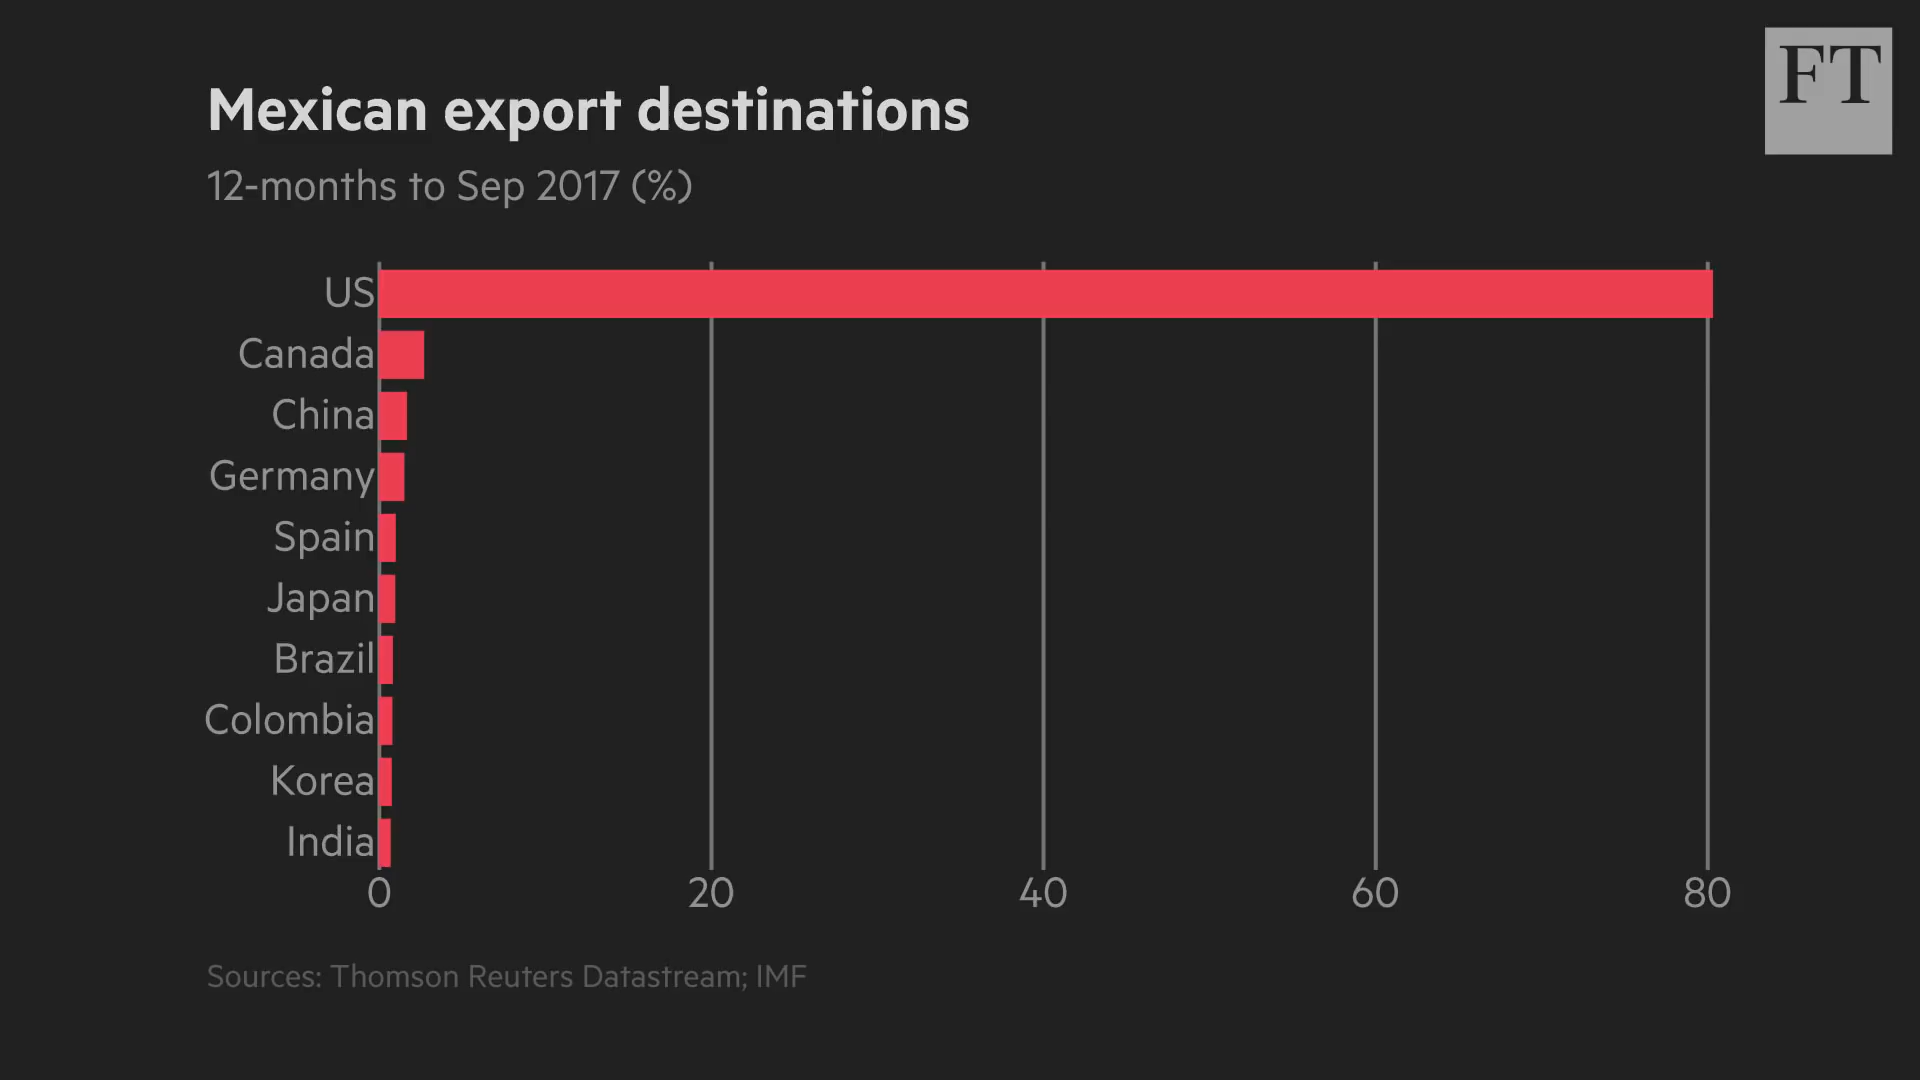 FT
Mexican export destinations
12-months to Sep 2017 (%)
US
Canada
China
Germany
Spain
Japan
Brazil
Colombia
Korea
India
0 20 40 60 80
Sources: Thomson Reuters Datastream; IMF